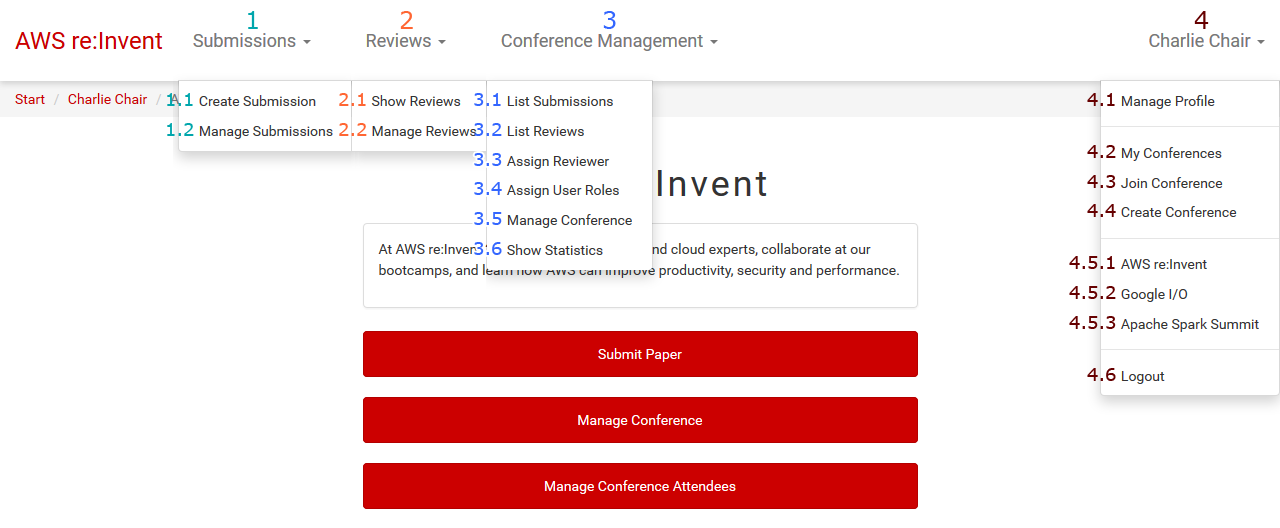 1 2 3 4
AWS re:Invent Submissions Reviews Conference Management Charlie Chair
Start / Charlie Chair /
1.1 Create Submission
1.2 Manage Submissions
2.1 Show Reviews
2.2 Manage Reviews
3.1 List Submissions
3.2 List Reviews
3.3 Assign Reviewer
3.4 Assign User Roles
3.5 Manage Conference
3.6 Show Statistics
4.1 Manage Profile
4.2 My Conferences
4.3 Join Conference
4.4 Create Conference
4.5.1 AWS re:Invent
4.5.2 Google I/O
4.5.3 Apache Spark Summit
4.6 Logout
Invent
At AWS re:Inven nd cloud experts, collaborate at our
bootcamps, and learn how AWS can improve productivity, security and performance.
Submit Paper
Manage Conference
Manage Conference Attendees